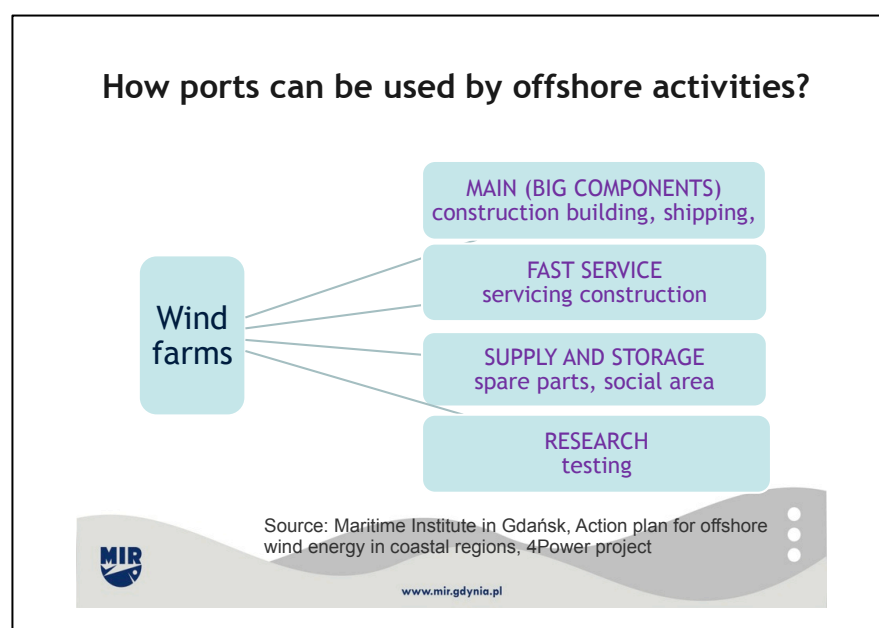 How ports can be used by offshore activities?
MAIN (BIG COMPONENTS)
construction building, shipping,
FAST SERVICE
servicing construction
Wind
farms
SUPPLY AND STORAGE
spare parts, social area
RESEARCH
testing
Source: Maritime Institute in Gdańsk, Action plan for offshore
wind energy in coastal regions, 4Power project
MIR
www.mir.gdynia.pl